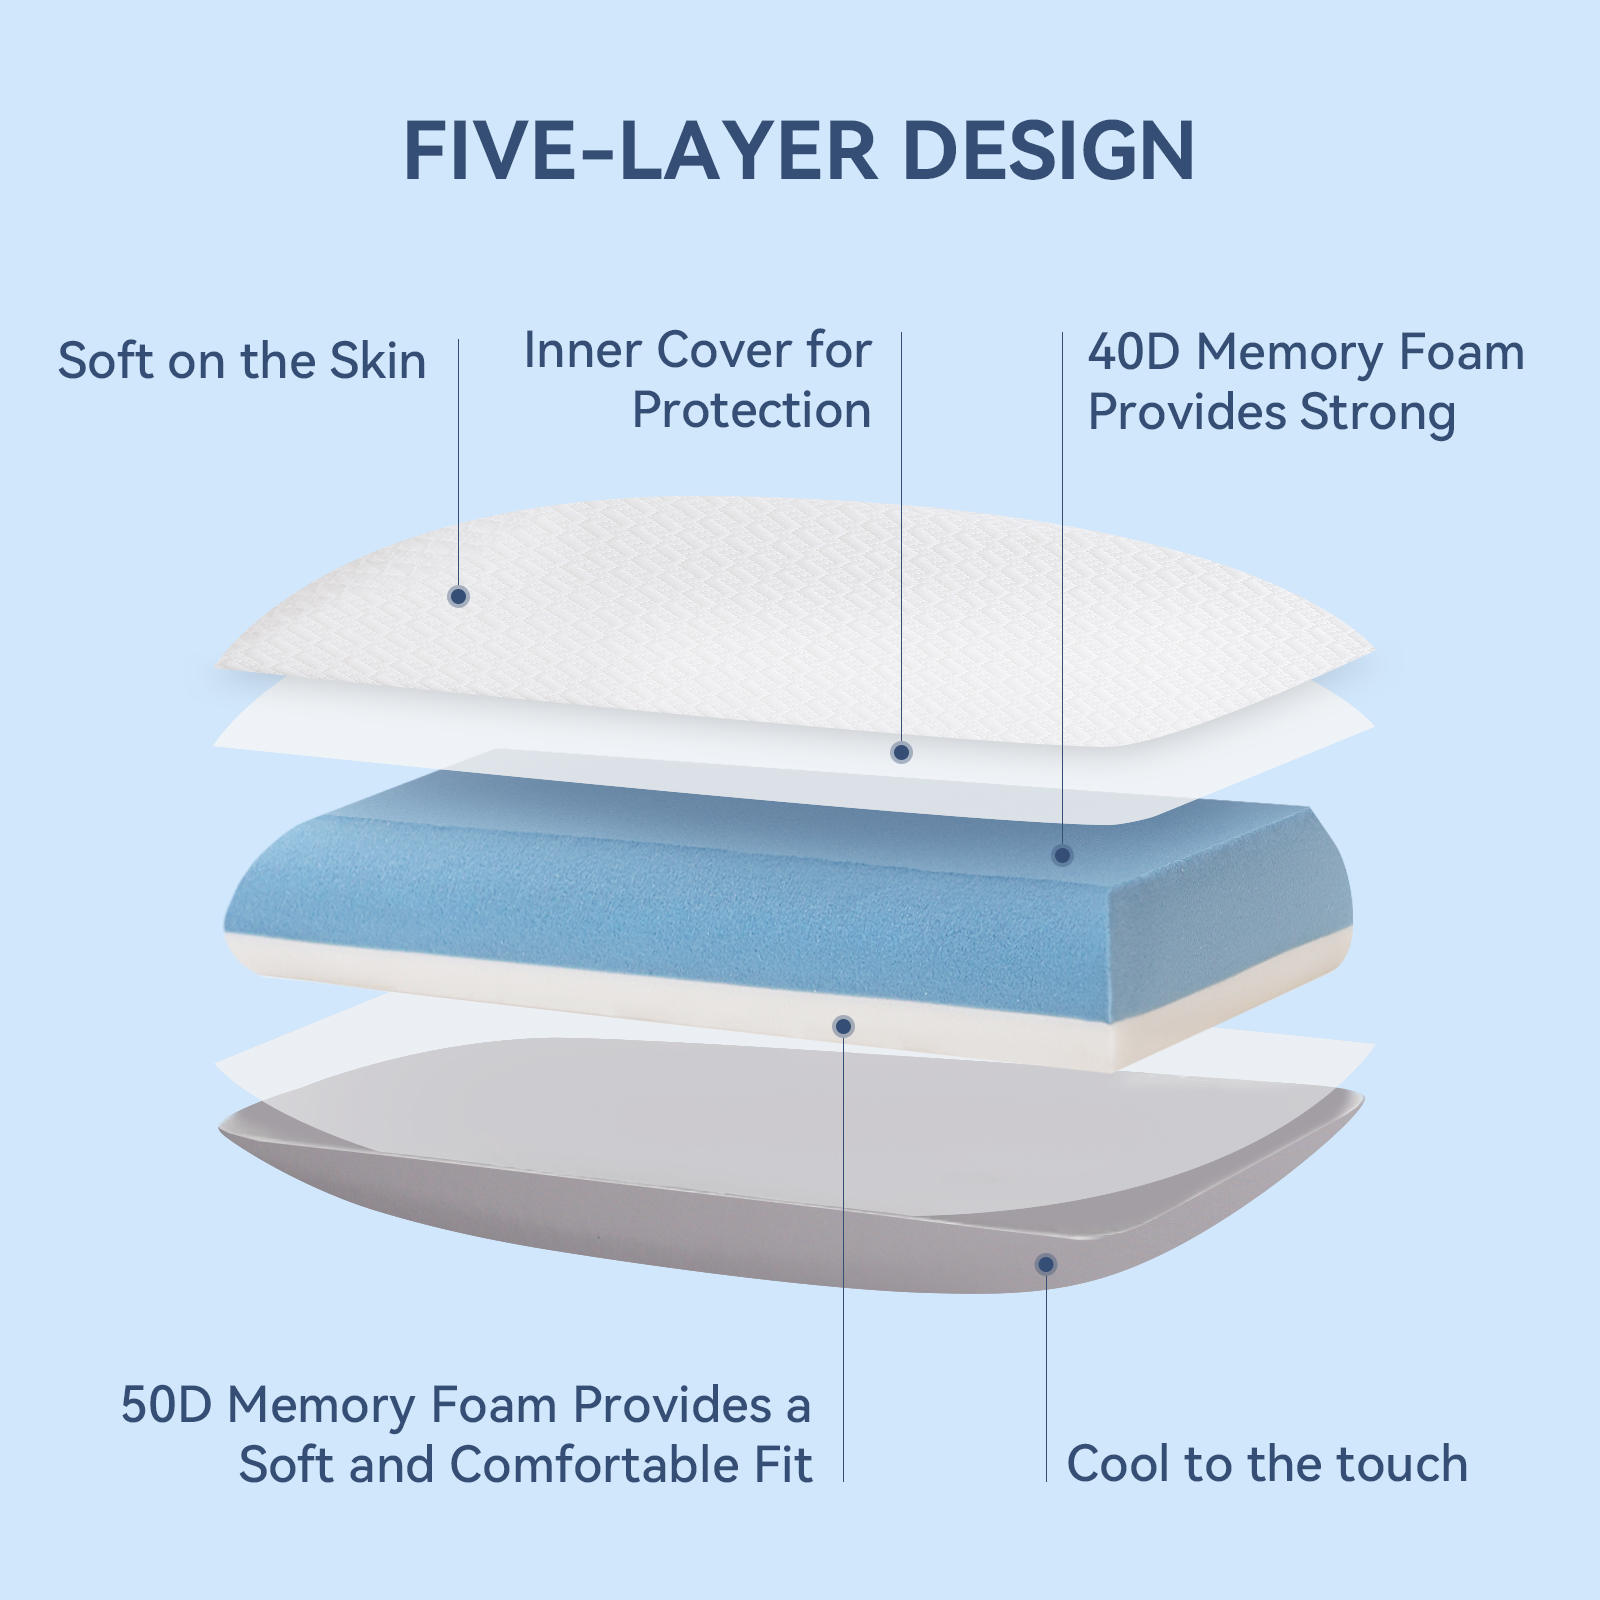 FIVE-LAYER DESIGN
Soft on the Skin
Inner Cover for
Protection
40D Memory Foam
Provides Strong
50D Memory Foam Provides a
Soft and Comfortable Fit
Cool to the touch